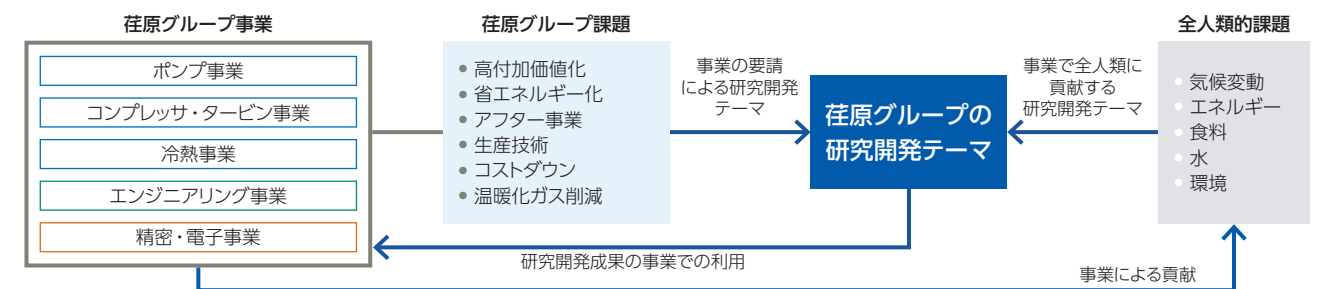 荏原グループ事業
ポンプ事業
コンプレッサ・タービン事業
冷熱事業
エンジニアリング事業
精密・電子事業
荏原グループ課題
● 高付加価値化
● 省エネルギー化
● アフター事業
● 生産技術
● コストダウン
● 温暖化ガス削減
事業の要請
による研究開発
テーマ
荏原グループの
研究開発テーマ
事業で全人類に
貢献する
研究開発テーマ
全人類的課題
● 気候変動
● エネルギー
● 食料
● 水
● 環境
研究開発成果の事業での利用
事業による貢献